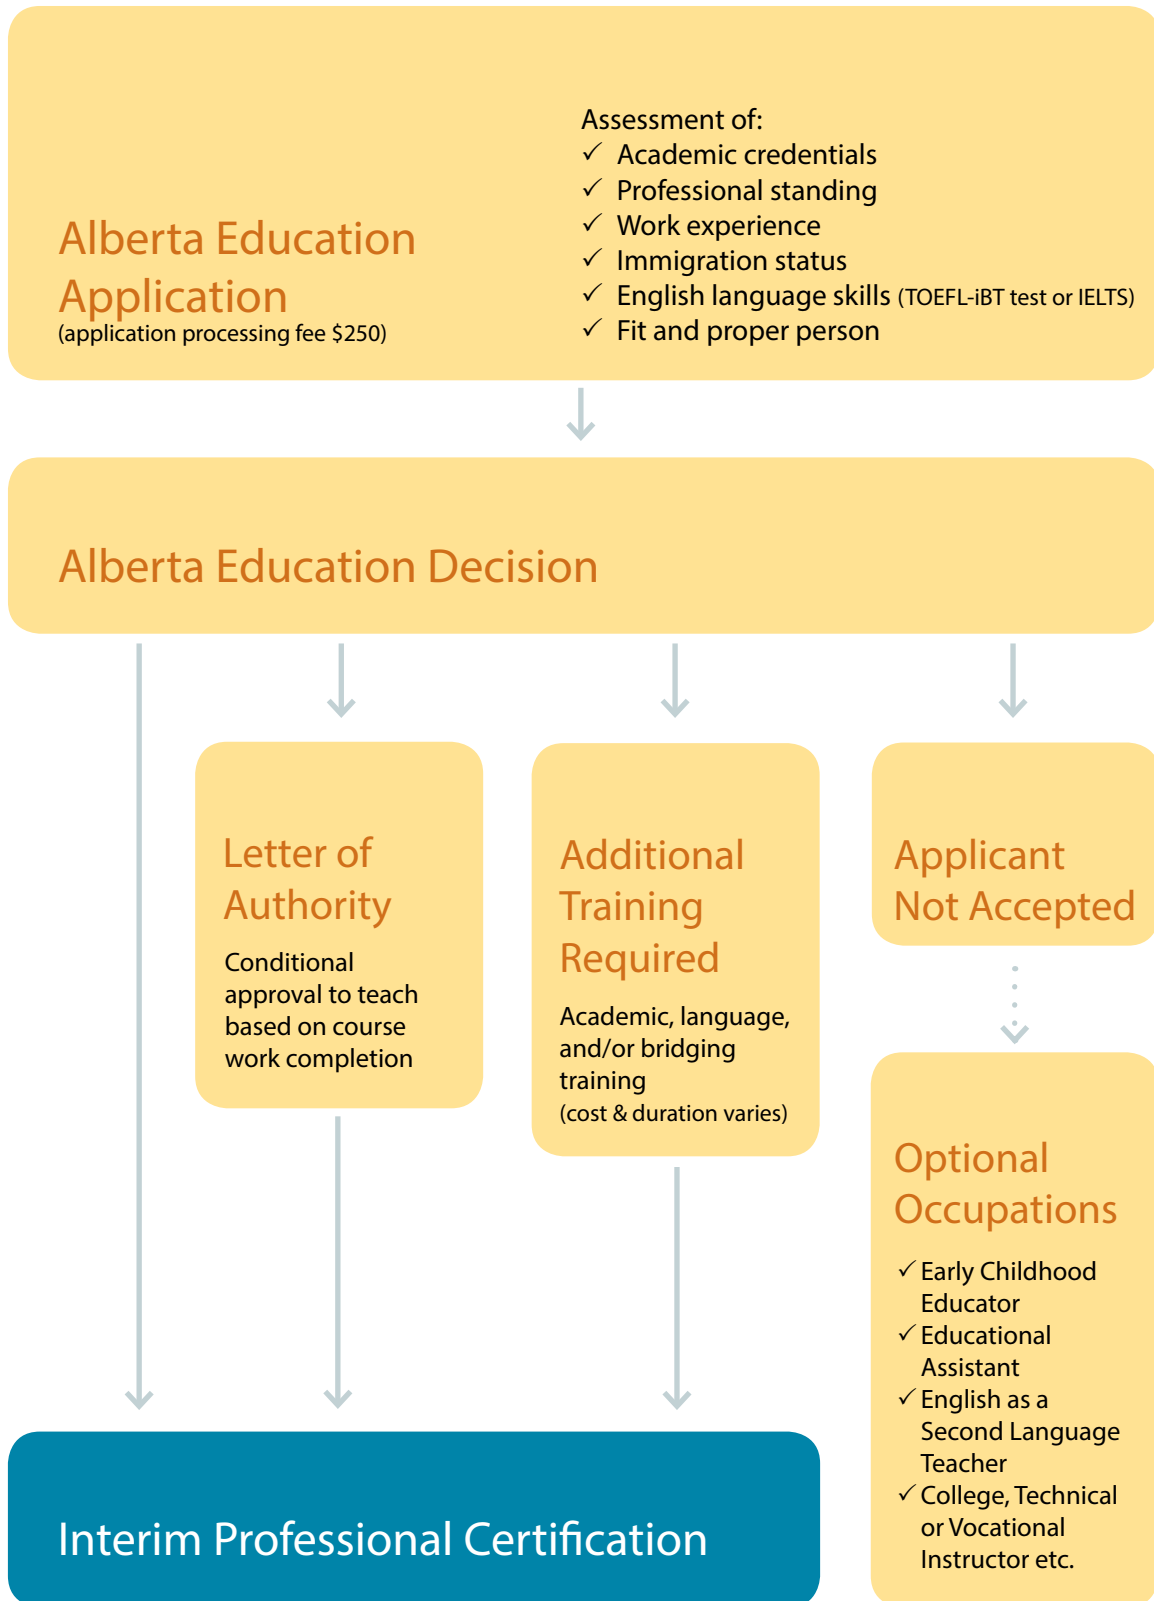 Alberta Education
Application
(application processing fee $250)
Assessment of:
✓ Academic credentials
✓ Professional standing
✓ Work experience
✓ Immigration status
✓ English language skills (TOEFL-iBT test or IELTS)
✓ Fit and proper person
Alberta Education Decision
Letter of
Authority
Conditional
approval to teach
based on course
work completion
Additional
Training
Required
Academic, language,
and/or bridging
training
(cost & duration varies)
Applicant
Not Accepted
Optional
Occupations
✓ Early Childhood
Educator
✓ Educational
Assistant
✓ English as a
Second Language
Teacher
✓ College, Technical
or Vocational
Instructor etc.
Interim Professional Certification